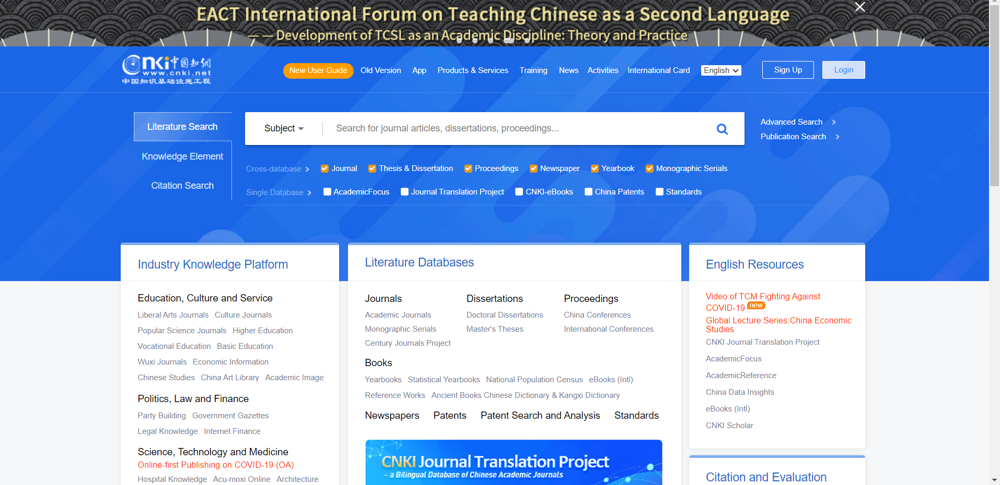 EACT International Forum on Teaching Chinese as a Second Language
— — Development of TCSL as an Academic Discipline: Theory and Practice
Cnki 中国知网
www.cnki.net
中国知识基础设施工程
New User Guide Old Version App Products & Services Training News Activities International Card English Sign Up Login
Literature Search
Knowledge Element
Citation Search
Subject Search for journal articles, dissertations, proceedings...
Advanced Search >
Publication Search >
Cross-database > Journal Thesis & Dissertation Proceedings Newspaper Yearbook Monographic Serials
Single Database > AcademicFocus Journal Translation Project CNKI-eBooks China Patents Standards
Industry Knowledge Platform
Education, Culture and Service
Liberal Arts Journals Culture Journals
Popular Science Journals Higher Education
Vocational Education Basic Education
Wuxi Journals Economic Information
Chinese Studies China Art Library Academic Image
Politics, Law and Finance
Party Building Government Gazettes
Legal Knowledge Internet Finance
Science, Technology and Medicine
Online-first Publishing on COVID-19 (OA)
Hospital Knowledge Acu-moxi Online Architecture
Literature Databases
Journals Dissertations Proceedings
Academic Journals Doctoral Dissertations China Conferences
Monographic Serials Master's Theses International Conferences
Century Journals Project
Books
Yearbooks Statistical Yearbooks National Population Census eBooks (Intl)
Reference Works Ancient Books Chinese Dictionary & Kangxi Dictionary
Newspapers Patents Patent Search and Analysis Standards
CNKI Journal Translation Project
– a Bilingual Database of Chinese Academic Journals
English Resources
Video of TCM Fighting Against
COVID-19 new
Global Lecture Series:China Economic
Studies
CNKI Journal Translation Project
AcademicFocus
AcademicReference
China Data Insights
eBooks (Intl)
CNKI Scholar
Citation and Evaluation